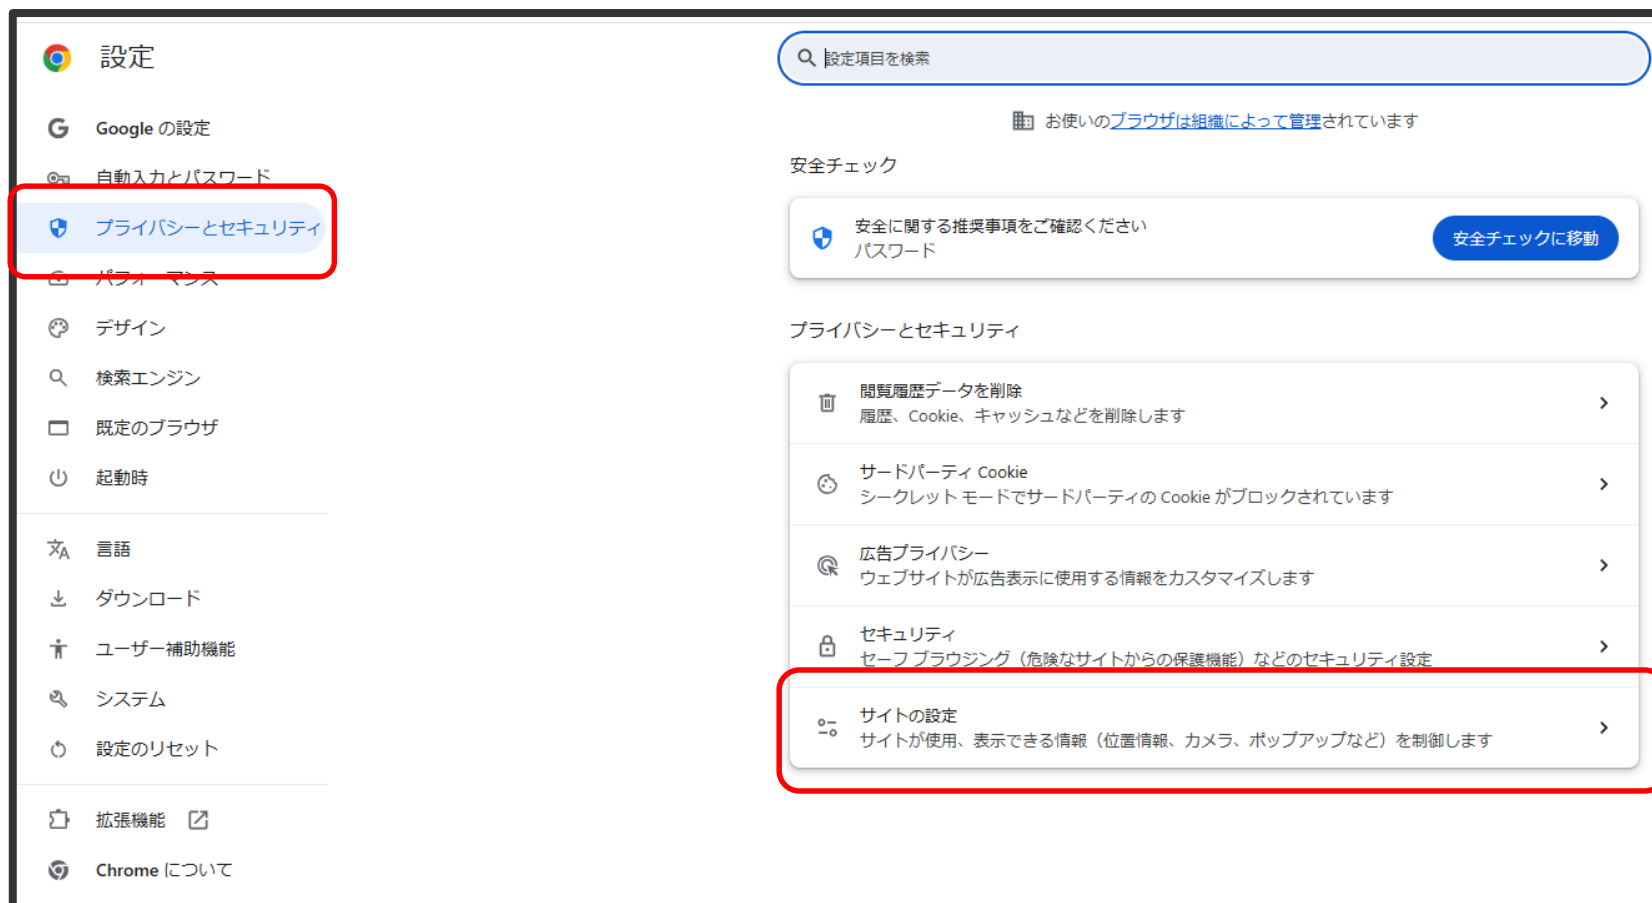 設定
設定項目を検索
Google の設定
自動入力とパスワード
プライバシーとセキュリティ
パフォーマンス
デザイン
検索エンジン
既定のブラウザ
起動時
言語
ダウンロード
ユーザー補助機能
システム
設定のリセット
拡張機能
Chrome について
お使いのブラウザは組織によって管理されています
安全チェック
安全に関する推奨事項をご確認ください
パスワード
安全チェックに移動
プライバシーとセキュリティ
閲覧履歴データを削除
履歴、Cookie、キャッシュなどを削除します
サードパーティ Cookie
シークレット モードでサードパーティの Cookie がブロックされています
広告プライバシー
ウェブサイトが広告表示に使用する情報をカスタマイズします
セキュリティ
セーフ ブラウジング（危険なサイトからの保護機能）などのセキュリティ設定
サイトの設定
サイトが使用、表示できる情報（位置情報、カメラ、ポップアップなど）を制御します